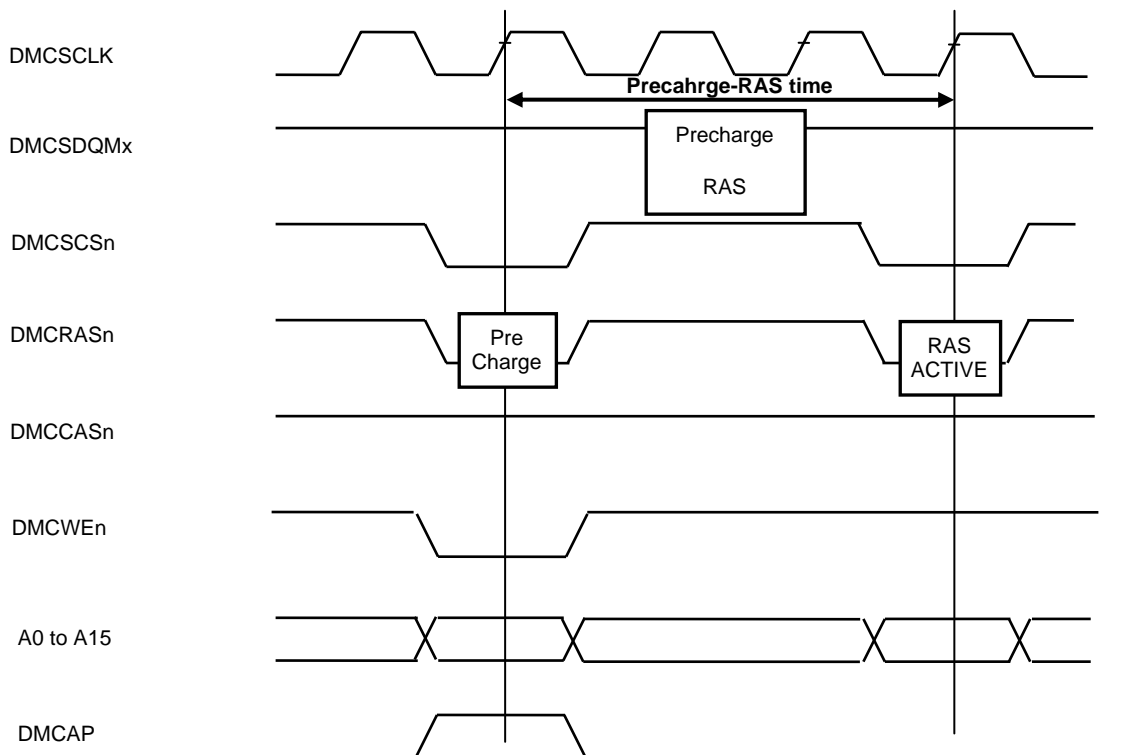 DMCSCLK
Precahrge-RAS time
DMCSDQMx
Precharge
RAS
DMCSCSn
DMCRASn
Pre
Charge
RAS
ACTIVE
DMCCASn
DMCWEn
A0 to A15
DMCAP